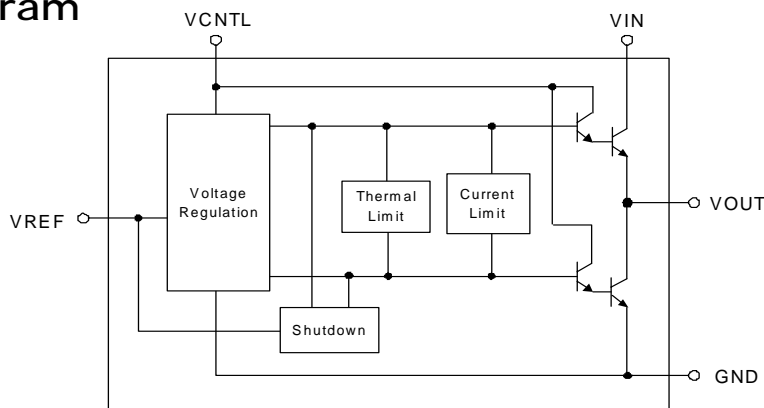 ram
VCNTL
VIN
Voltage
Regulation
Thermal
Limit
Current
Limit
VREF
VOUT
Shutdown
GND